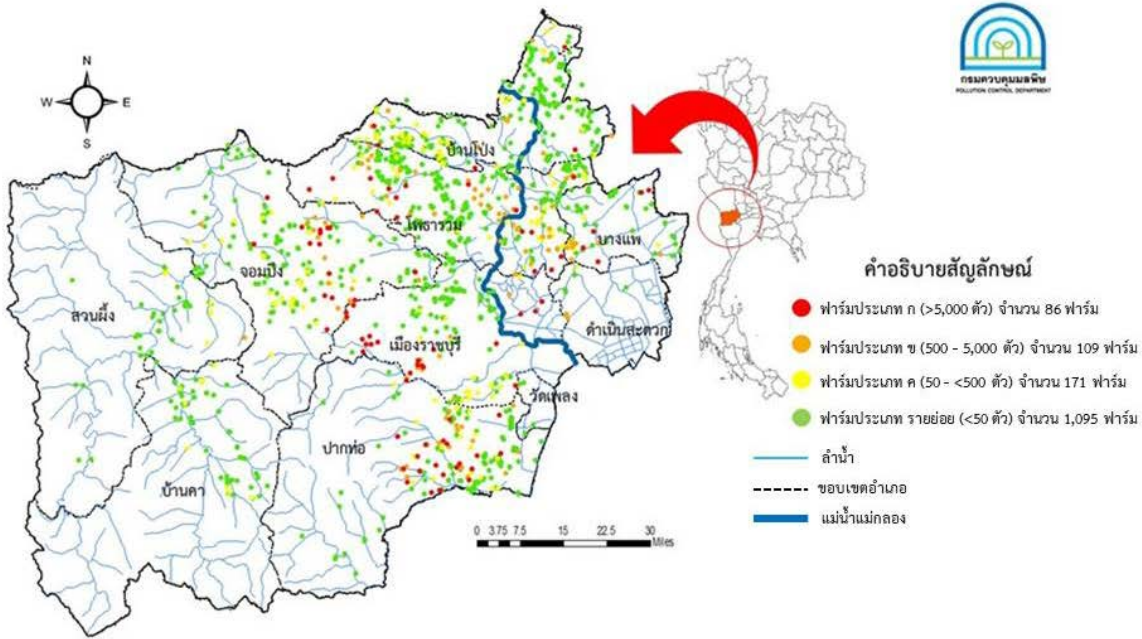 กรมควบคุมมลพิษ
POLLUTION CONTROL DEPARTMENT
N
W E
S
บ้านโป่ง
โพธาราม
บางแพ
จอมบึง
สวนผึ้ง
ดำเนินสะดวก
เมืองราชบุรี
วัดเพลง
ปากท่อ
บ้านคา
0 3.75 7.5 15 22.5 30
Miles
คำอธิบายสัญลักษณ์
ฟาร์มประเภท ก (>5,000 ตัว) จำนวน 86 ฟาร์ม
ฟาร์มประเภท ข (500 - 5,000 ตัว) จำนวน 109 ฟาร์ม
ฟาร์มประเภท ค (50 - <500 ตัว) จำนวน 171 ฟาร์ม
ฟาร์มประเภท รายย่อย (<50 ตัว) จำนวน 1,095 ฟาร์ม
ลำน้ำ
ขอบเขตอำเภอ
แม่น้ำแม่กลอง